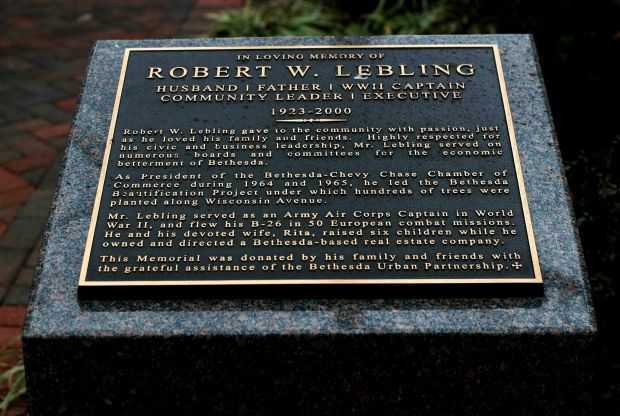 IN LOVING MEMORY OF
ROBERT W. LEBLING
HUSBAND | FATHER | WWII CAPTAIN
COMMUNITY LEADER | EXECUTIVE
1923-2000
Robert W. Lebling gave to the community with passion, just
as he loved his family and friends. Highly respected for
his civic and business leadership, Mr. Lebling served on
numerous boards and committees for the economic
betterment of Bethesda.
As President of the Bethesda-Chevy Chase Chamber of
Commerce during 1964 and 1965, he led the Bethesda
Beautification Project under which hundreds of trees were
planted along Wisconsin Avenue.
Mr. Lebling served as an Army Air Corps Captain in World
War II, and flew his B-26 in 50 European combat missions.
He and his devoted wife, Rita, raised six children while he
owned and directed a Bethesda-based real estate company.
This Memorial was donated by his family and friends with
the grateful assistance of the Bethesda Urban Partnership.